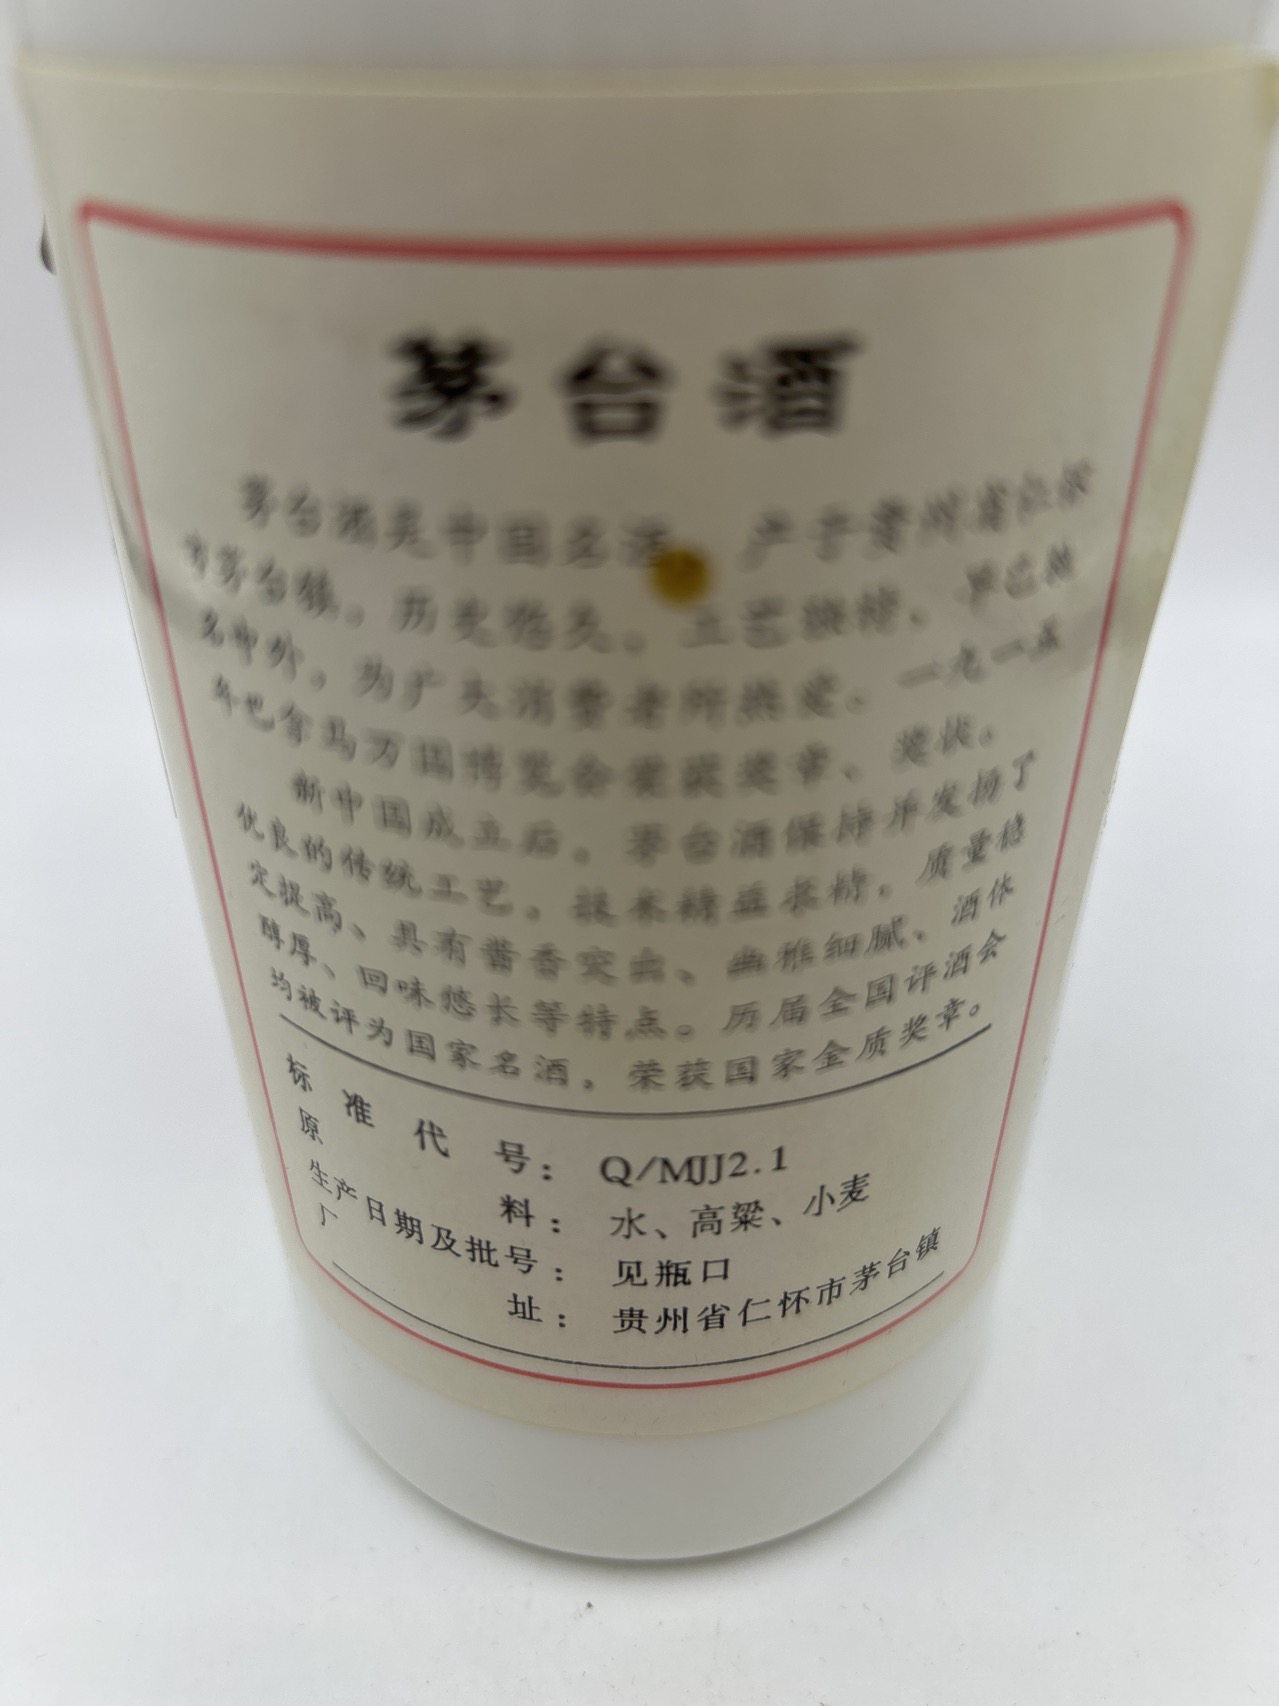 茅台酒
茅台酒是中国名酒，产于贵州省仁怀
市茅台镇，历史悠久，工艺独特，早已驰
名中外，为广大消费者所热爱。一九一五
年巴拿马万国博览会荣获奖章、奖状。
新中国成立后，茅台酒保持并发扬了
优良的传统工艺，技术精益求精，质量稳
定提高、具有酱香突出、幽雅细腻、酒体
醇厚、回味悠长等特点。历届全国评酒会
均被评为国家名酒，荣获国家金质奖章。
标准代号：Q/MJJ2.1
原料：水、高粱、小麦
生产日期及批号：见瓶口
厂址：贵州省仁怀市茅台镇